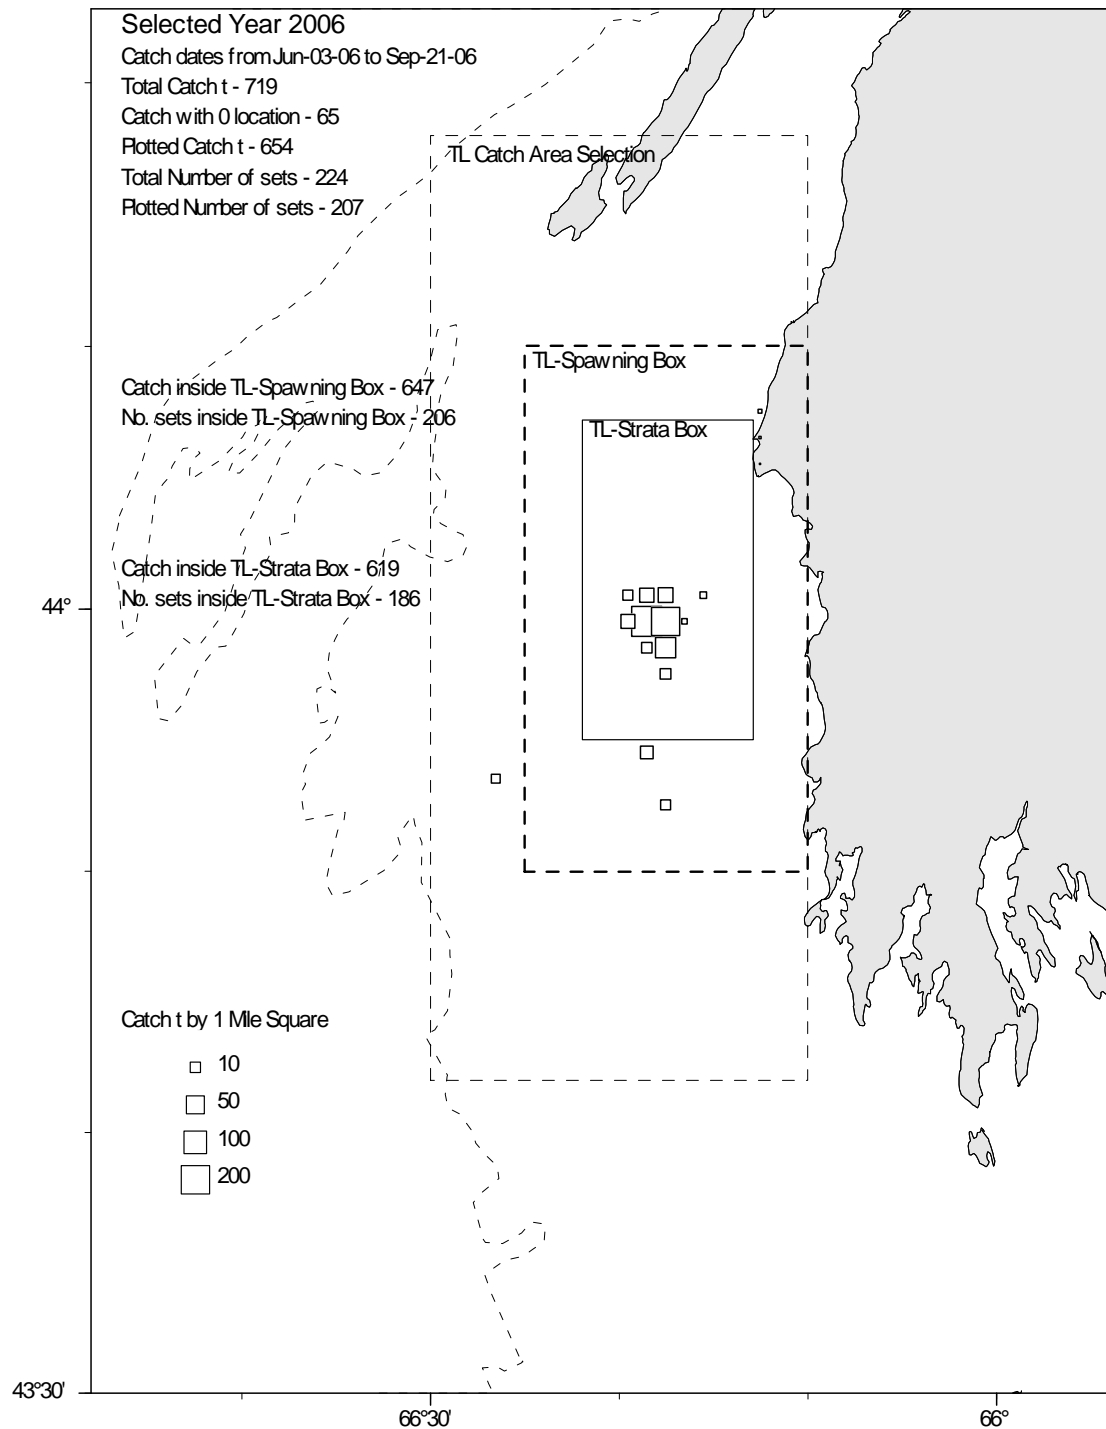 Selected Year 2006
Catch dates from Jun-03-06 to Sep-21-06
Total Catch t - 719
Catch with 0 location - 65
Plotted Catch t - 654
Total Number of sets - 224
Plotted Number of sets - 207
TL Catch Area Selection
TL-Spawning Box
Catch inside TL-Spawning Box - 647
No. sets inside TL-Spawning Box - 206
TL-Strata Box
Catch inside TL-Strata Box - 619
No. sets inside TL-Strata Box - 186
44°
Catch t by 1 Mile Square
10
50
100
200
43°30'
66°30'
66°